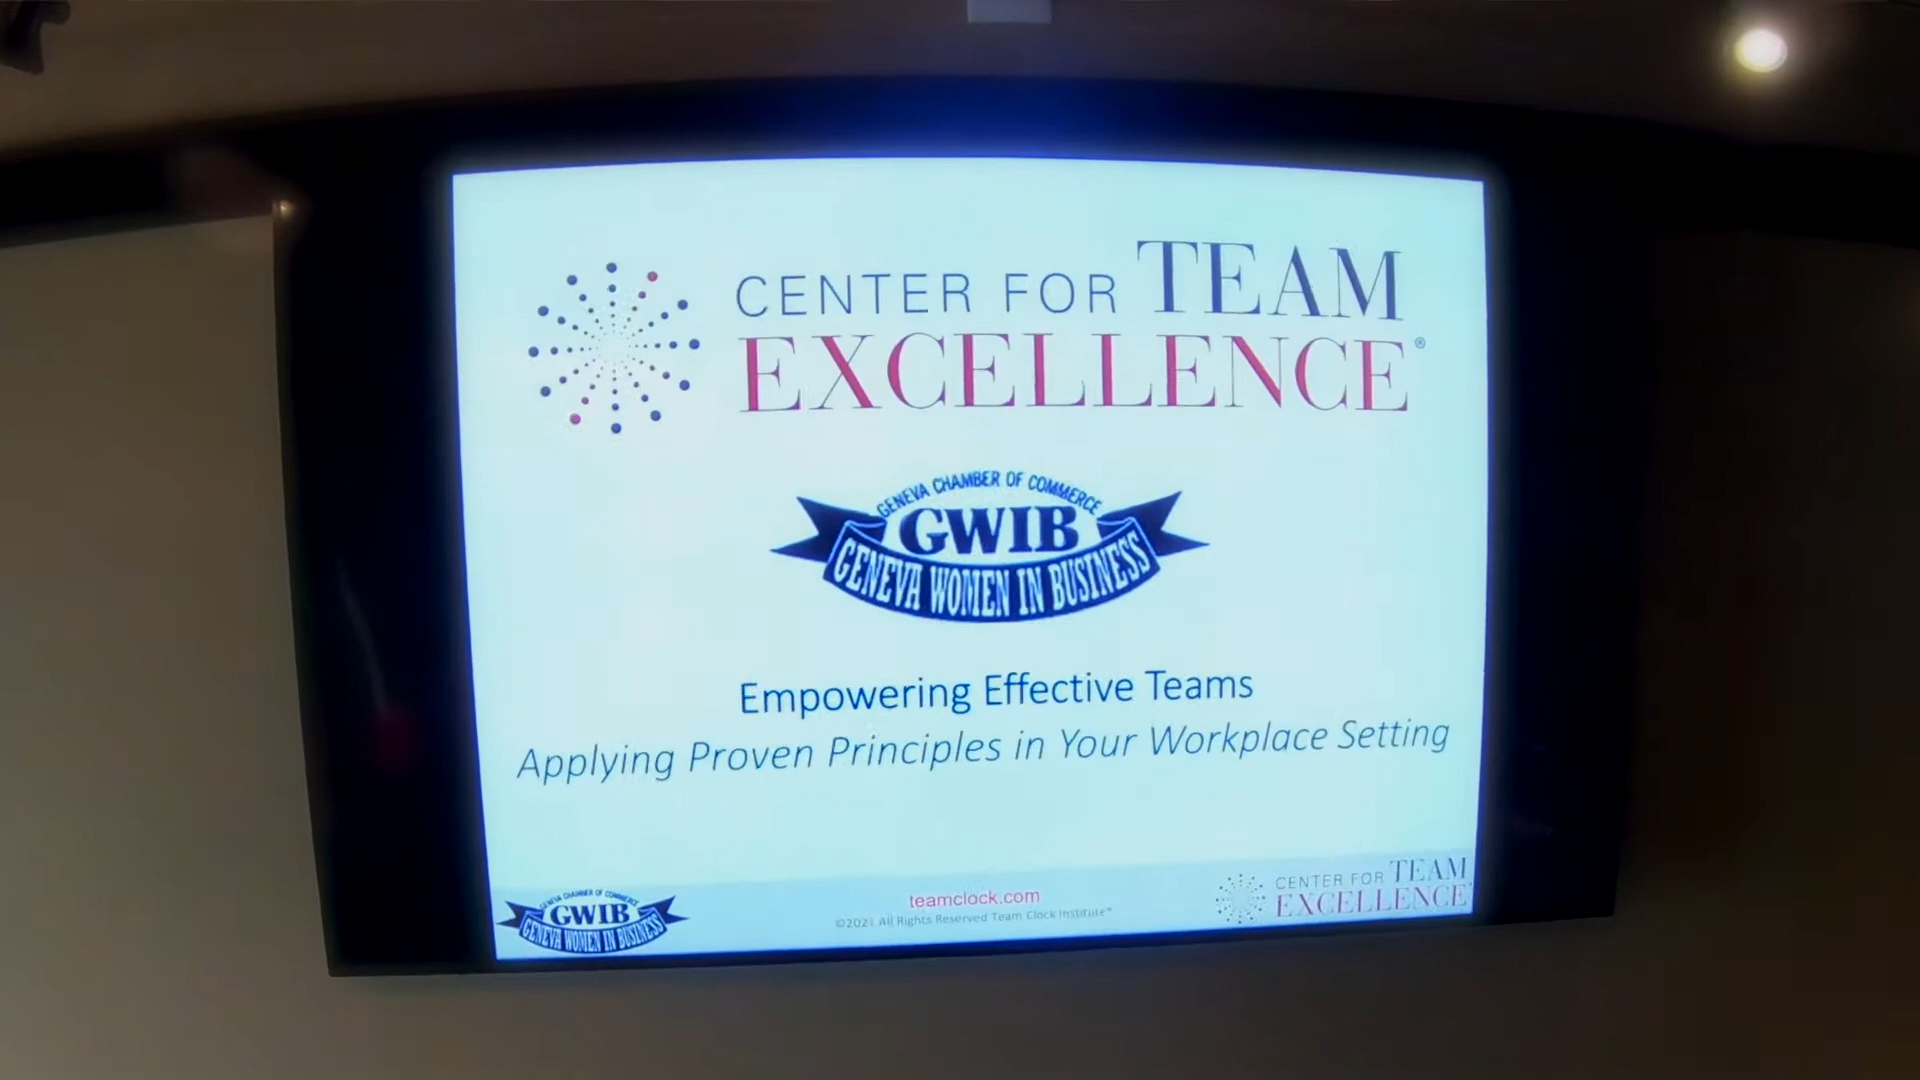 CENTER FOR TEAM
EXCELLENCE®
GENEVA CHAMBER OF COMMERCE
GWIB
GENEVA WOMEN IN BUSINESS
Empowering Effective Teams
Applying Proven Principles in Your Workplace Setting
GENEVA CHAMBER OF COMMERCE
GWIB
GENEVA WOMEN IN BUSINESS
teamclock.com
©2021 All Rights Reserved Team Clock Institute™
CENTER FOR TEAM
EXCELLENCE